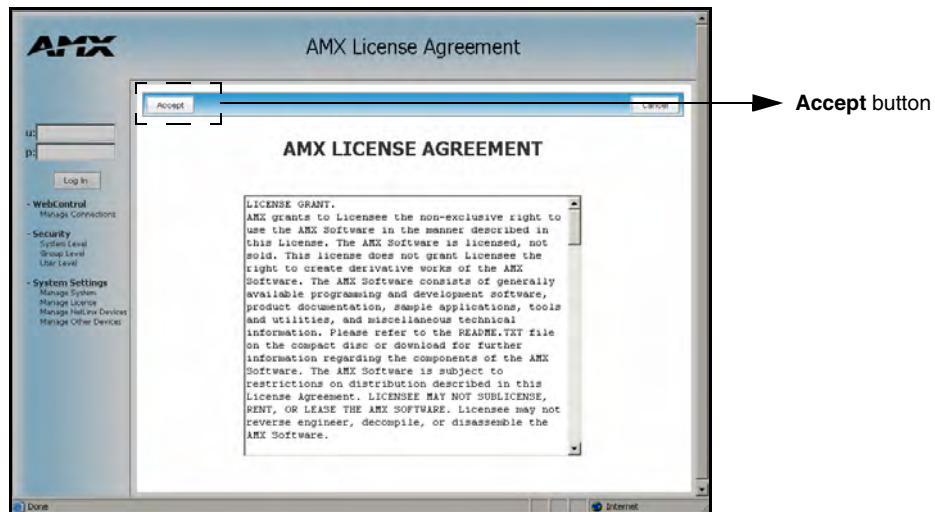 AMX
AMX License Agreement
Accept
Cancel
Accept button
u:
p:
Log In
- WebControl
Manage Connections
- Security
System Level
Group Level
User Level
- System Settings
Manage System
Manage License
Manage NetLinx Devices
Manage Other Devices
AMX LICENSE AGREEMENT
LICENSE GRANT.
AMX grants to Licensee the non-exclusive right to
use the AMX Software in the manner described in
this License. The AMX Software is licensed, not
sold. This license does not grant Licensee the
right to create derivative works of the AMX
Software. The AMX Software consists of generally
available programming and development software,
product documentation, sample applications, tools
and utilities, and miscellaneous technical
information. Please refer to the README.TXT file
on the compact disc or download for further
information regarding the components of the AMX
Software. The AMX Software is subject to
restrictions on distribution described in this
License Agreement. LICENSEE MAY NOT SUBLICENSE,
RENT, OR LEASE THE AMX SOFTWARE. Licensee may not
reverse engineer, decompile, or disassemble the
AMX Software.
Done
Internet